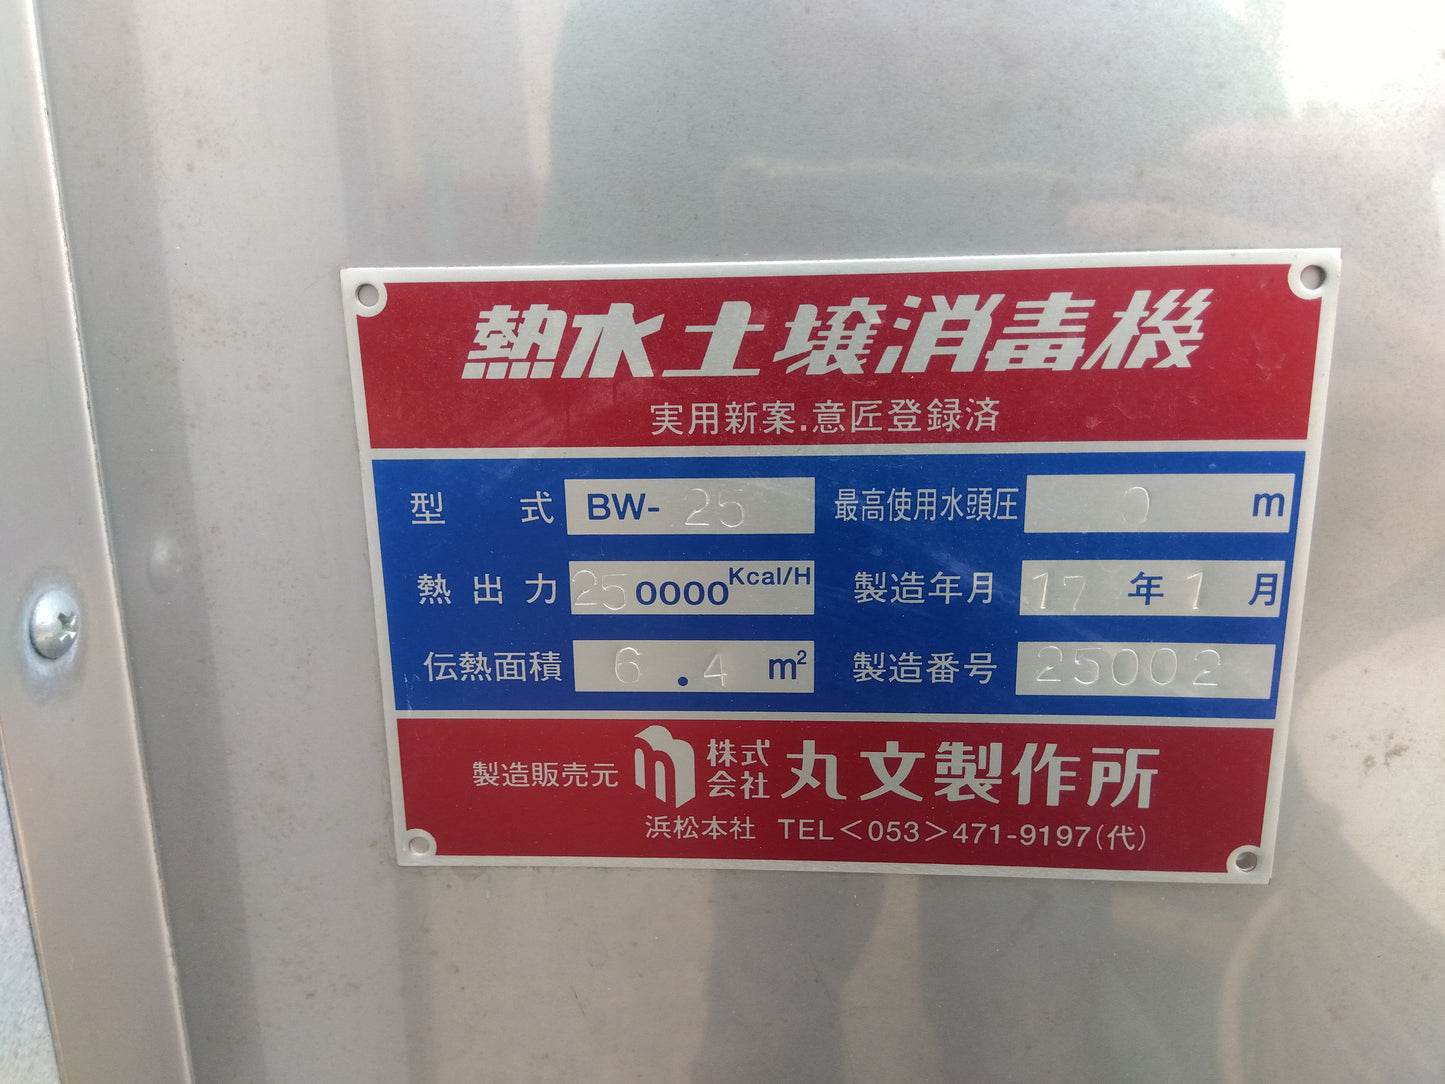 熱水土壌消毒機
実用新案.意匠登録済
型式 BW-25 最高使用水頭圧 0 m
熱出力 250000Kcal/H 製造年月 17年1月
伝熱面積 6.4 m² 製造番号 25002
製造販売元 株式会社 丸文製作所
浜松本社 TEL<053>471-9197(代)